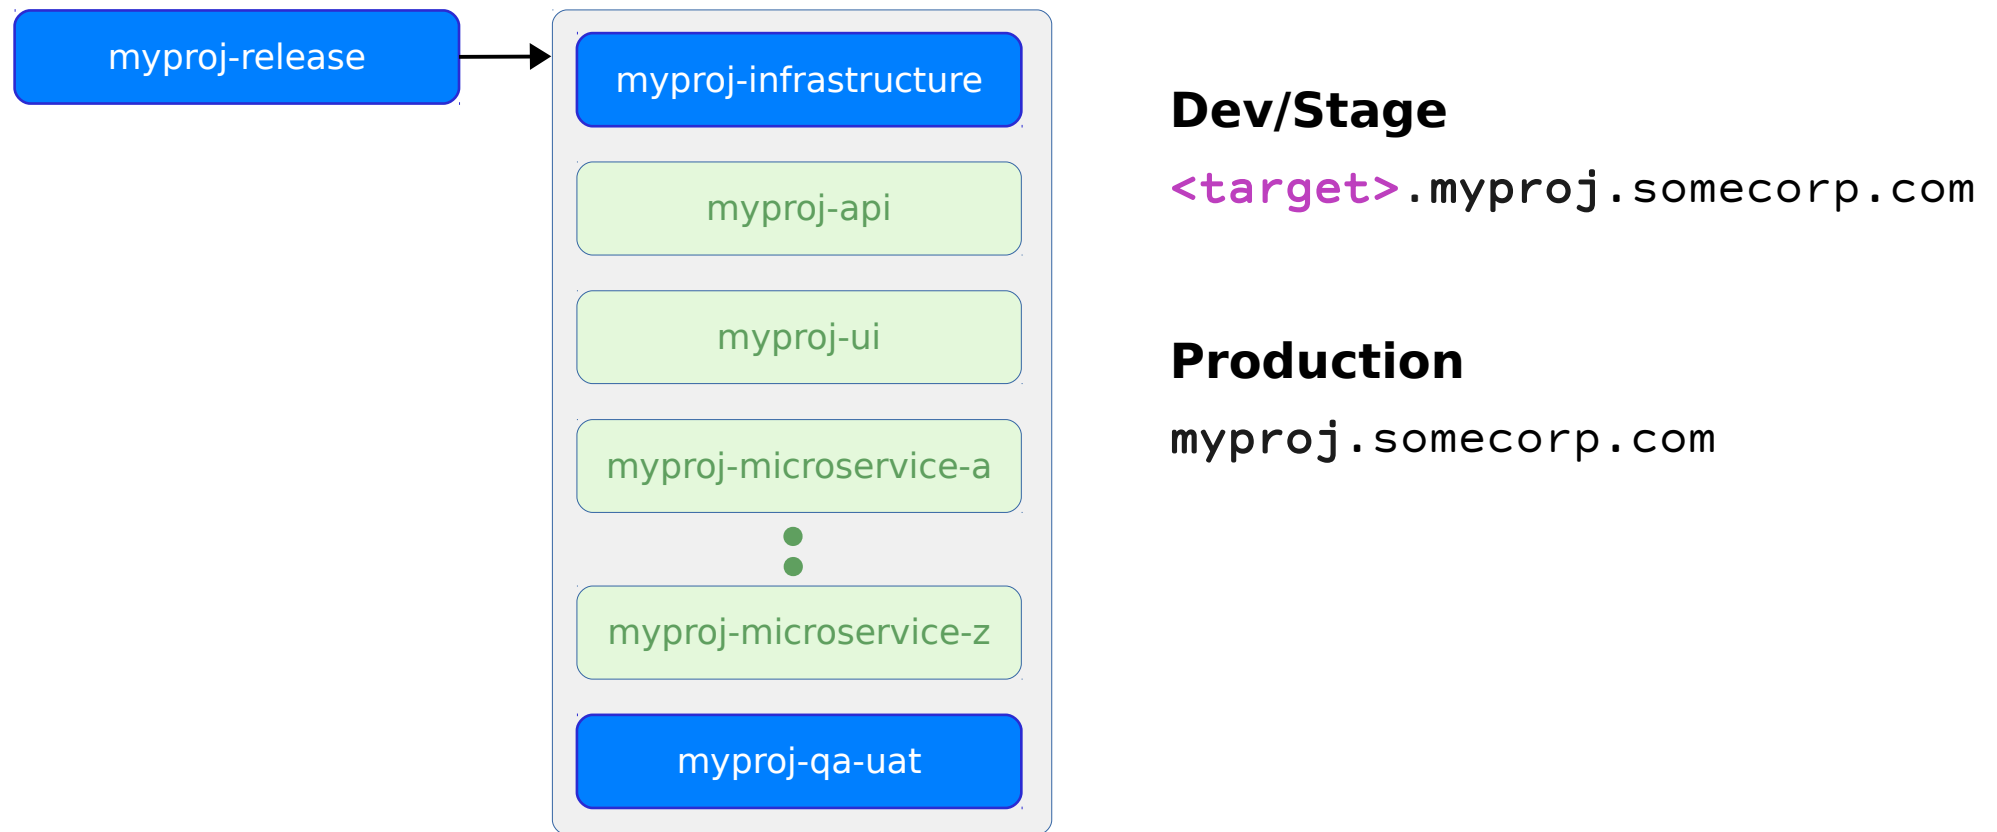 myproj-release
myproj-infrastructure
myproj-api
myproj-ui
myproj-microservice-a
myproj-microservice-z
myproj-qa-uat
Dev/Stage
<target>.myproj.somecorp.com
Production
myproj.somecorp.com